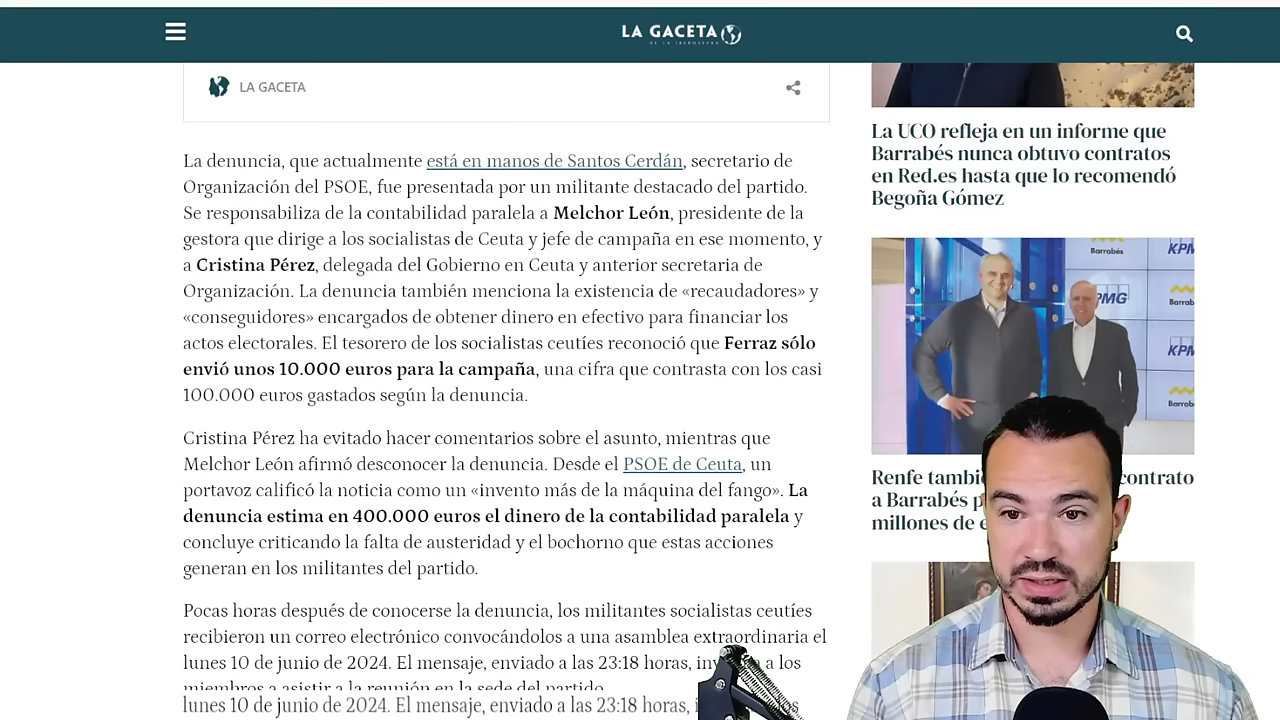 LA GACETA
DE LA IBEROSFERA
LA GACETA
La denuncia, que actualmente está en manos de Santos Cerdán, secretario de
Organización del PSOE, fue presentada por un militante destacado del partido.
Se responsabiliza de la contabilidad paralela a Melchor León, presidente de la
gestora que dirige a los socialistas de Ceuta y jefe de campaña en ese momento, y
a Cristina Pérez, delegada del Gobierno en Ceuta y anterior secretaria de
Organización. La denuncia también menciona la existencia de «recaudadores» y
«conseguidores» encargados de obtener dinero en efectivo para financiar los
actos electorales. El tesorero de los socialistas ceutíes reconoció que Ferraz sólo
envió unos 10.000 euros para la campaña, una cifra que contrasta con los casi
100.000 euros gastados según la denuncia.
Cristina Pérez ha evitado hacer comentarios sobre el asunto, mientras que
Melchor León afirmó desconocer la denuncia. Desde el PSOE de Ceuta, un
portavoz calificó la noticia como un «invento más de la máquina del fango». La
denuncia estima en 400.000 euros el dinero de la contabilidad paralela y
concluye criticando la falta de austeridad y el bochorno que estas acciones
generan en los militantes del partido.
Pocas horas después de conocerse la denuncia, los militantes socialistas ceutíes
recibieron un correo electrónico convocándolos a una asamblea extraordinaria el
lunes 10 de junio de 2024. El mensaje, enviado a las 23:18 horas, a los
miembros a asistir a la reunión en la sede del partido
lunes 10 de junio de 2024. El mensaje, enviado a las 23:18 horas,
La UCO refleja en un informe que
Barrabés nunca obtuvo contratos
en Red.es hasta que lo recomendó
Begoña Gómez
Barrabés
KPM
PMG
Barrab
KPM
Barrab
Renfe contrato
a Barrabés
millones de